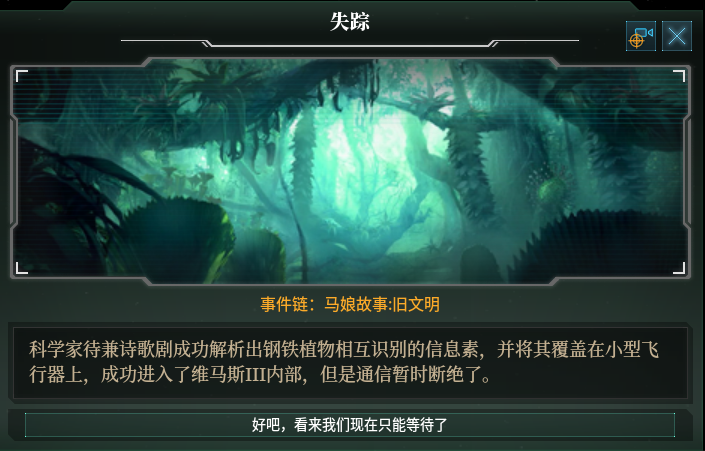 失踪
事件链：马娘故事:旧文明
科学家待兼诗歌剧成功解析出钢铁植物相互识别的信息素，并将其覆盖在小型飞
行器上，成功进入了维马斯III内部，但是通信暂时断绝了。
好吧，看来我们现在只能等待了